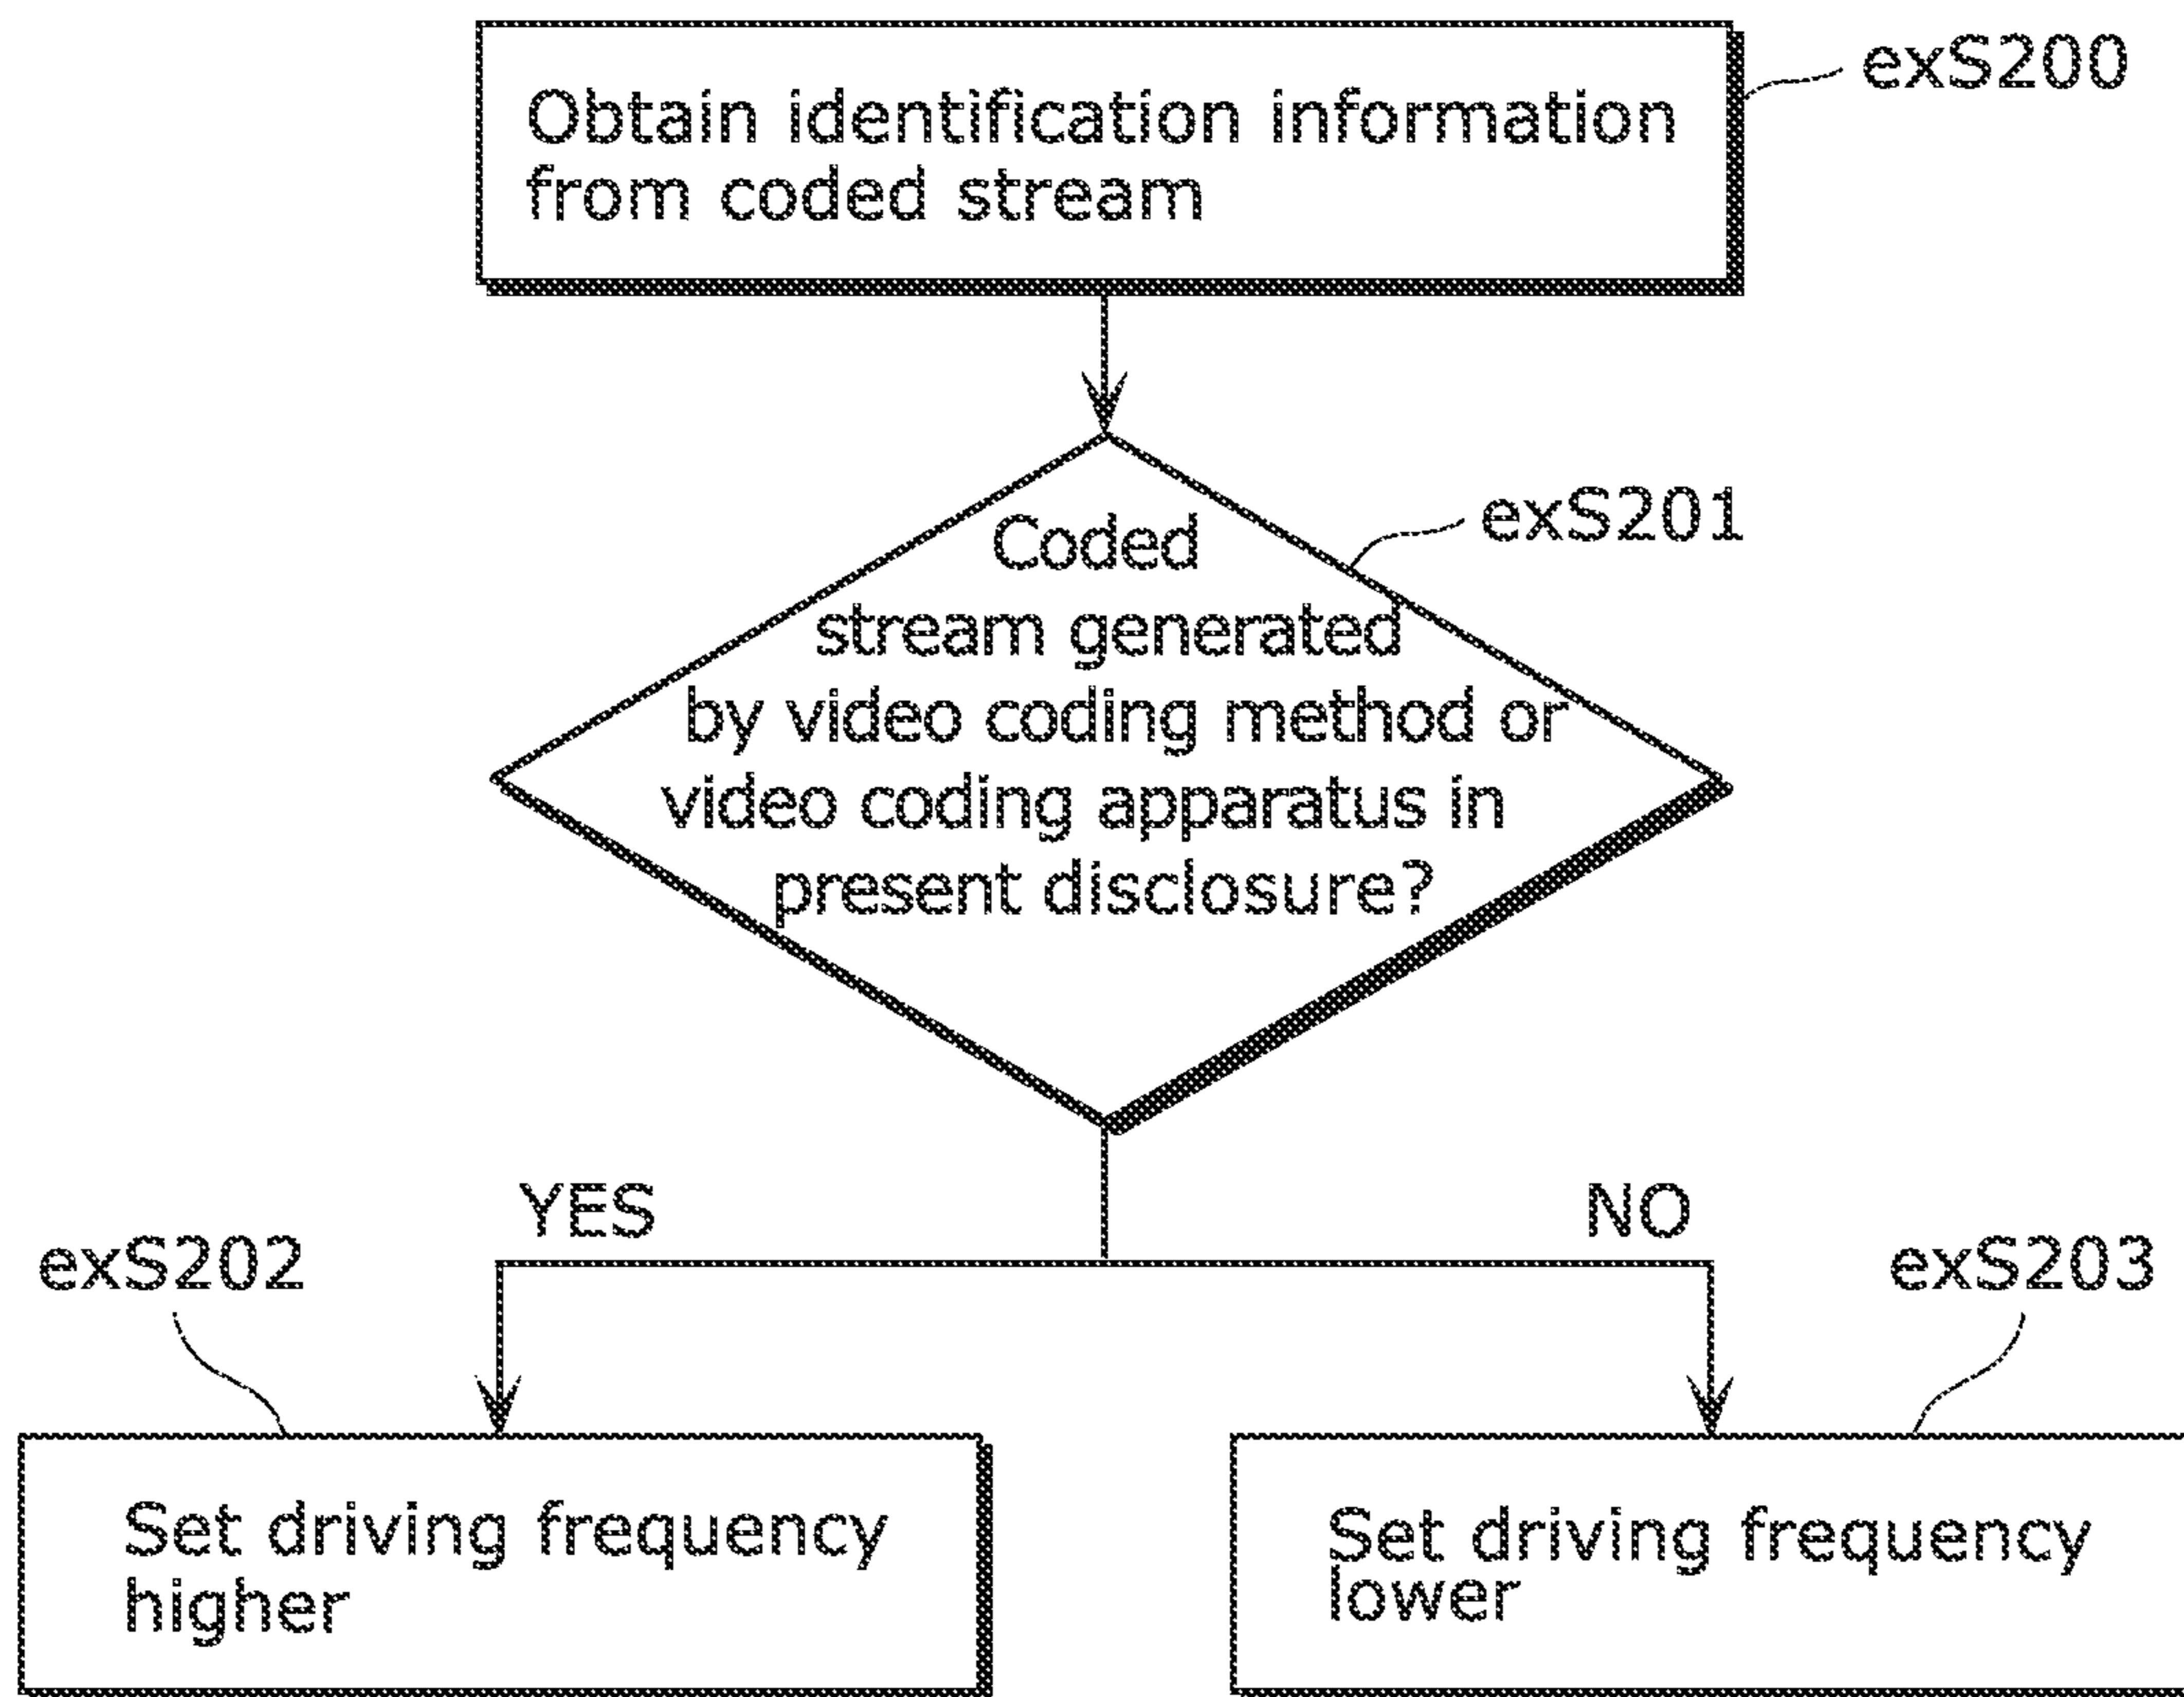 Obtain identification information
from coded stream
exS200
Coded
stream generated
by video coding method or
video coding apparatus in
present disclosure?
exS201
YES
NO
exS202
exS203
Set driving frequency
higher
Set driving frequency
lower